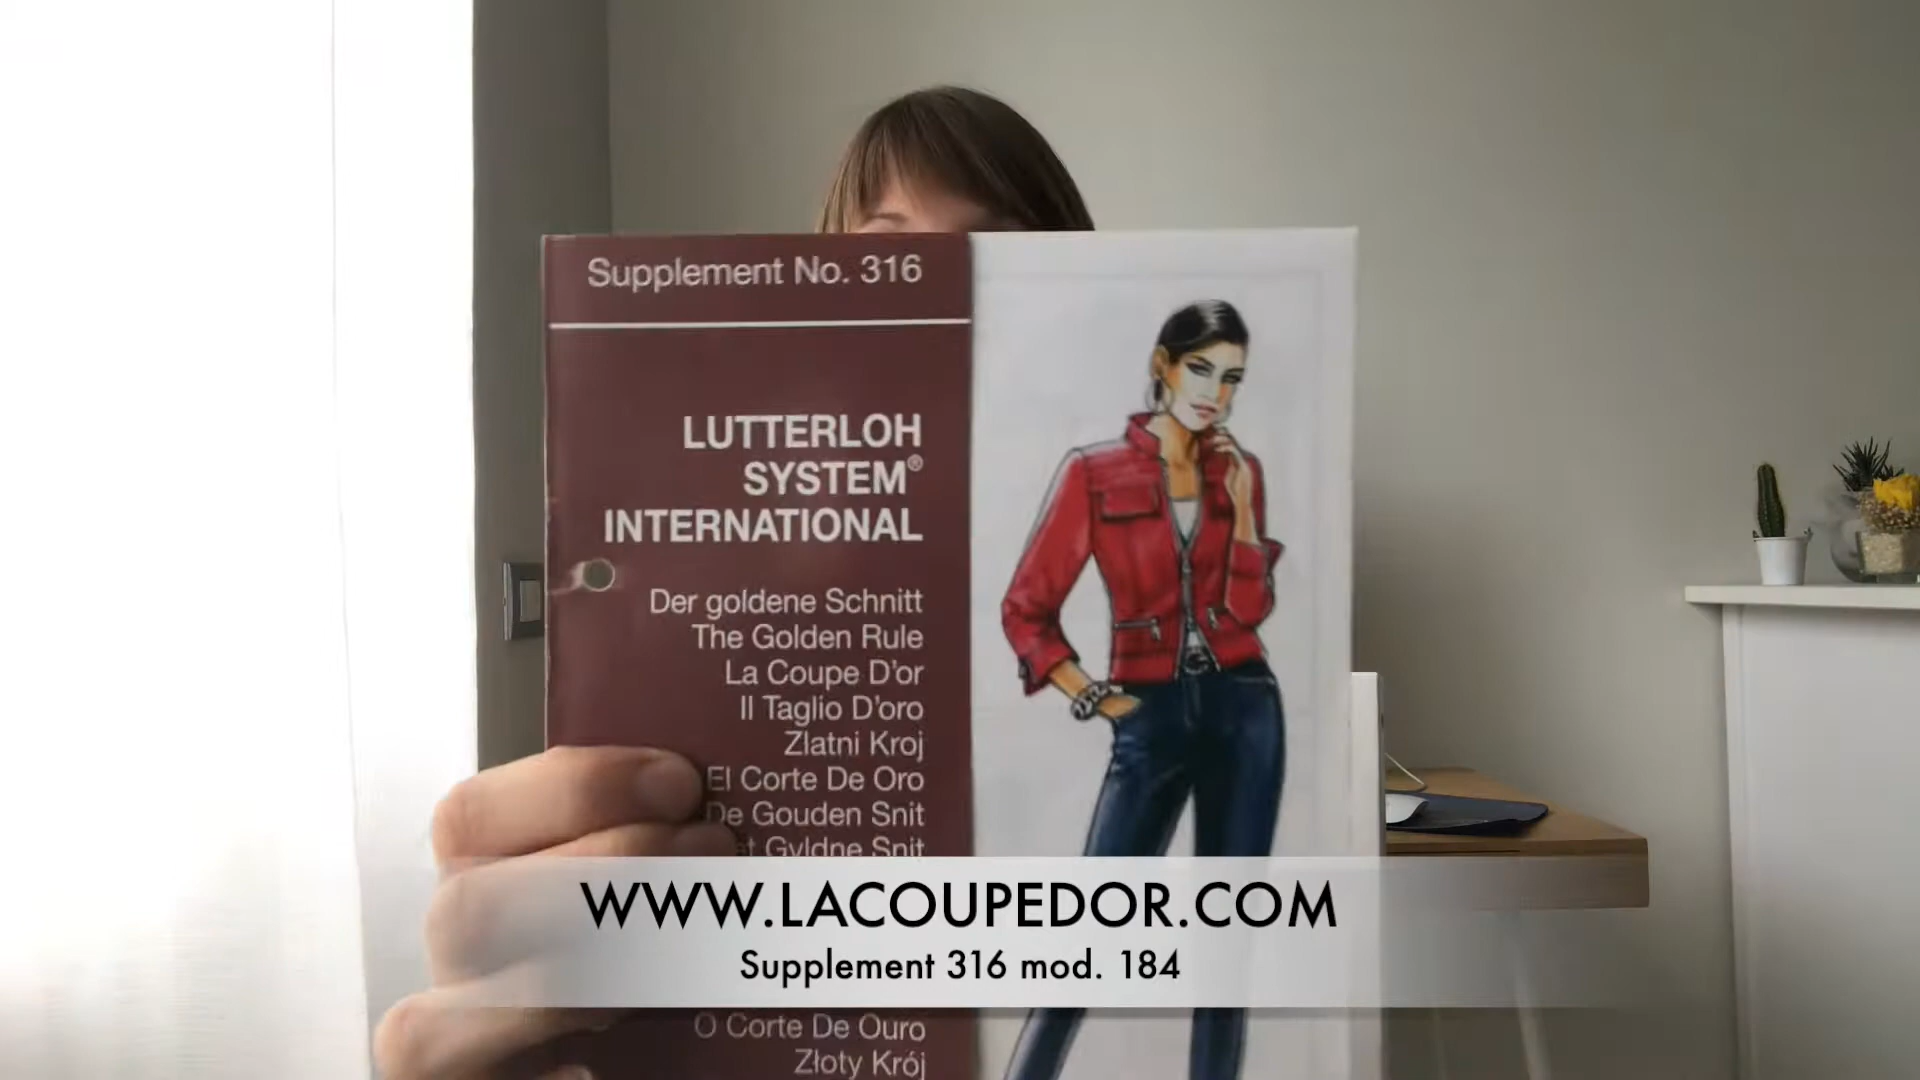 Supplement No. 316
LUTTERLOH
SYSTEM®
INTERNATIONAL
Der goldene Schnitt
The Golden Rule
La Coupe D'or
Il Taglio D'oro
Zlatni Kroj
El Corte De Oro
De Gouden Snit
Gyldne Snit
WWW.LACOUPEDOR.COM
Supplement 316 mod. 184
O Corte De Ouro
Złoty Krój